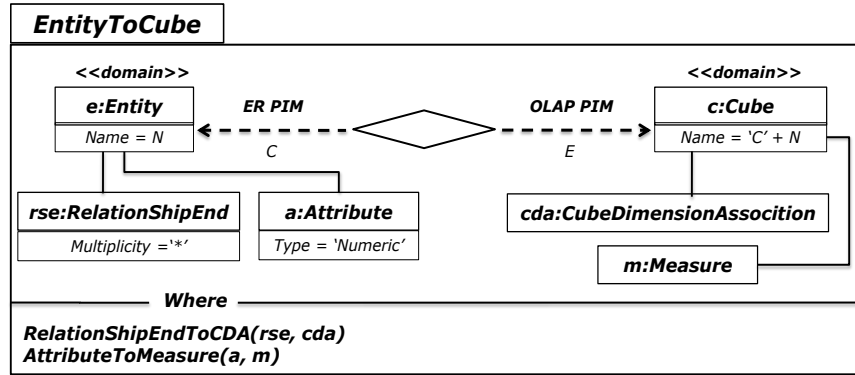 EntityToCube
<<domain>>
<<domain>>
e:Entity
ER PIM
OLAP PIM
c:Cube
Name = N
C
E
Name = ‘C’ + N
rse:RelationShipEnd
a:Attribute
cda:CubeDimensionAssocition
Multiplicity =‘*’
Type = ‘Numeric’
m:Measure
Where
RelationShipEndToCDA(rse, cda)
AttributeToMeasure(a, m)